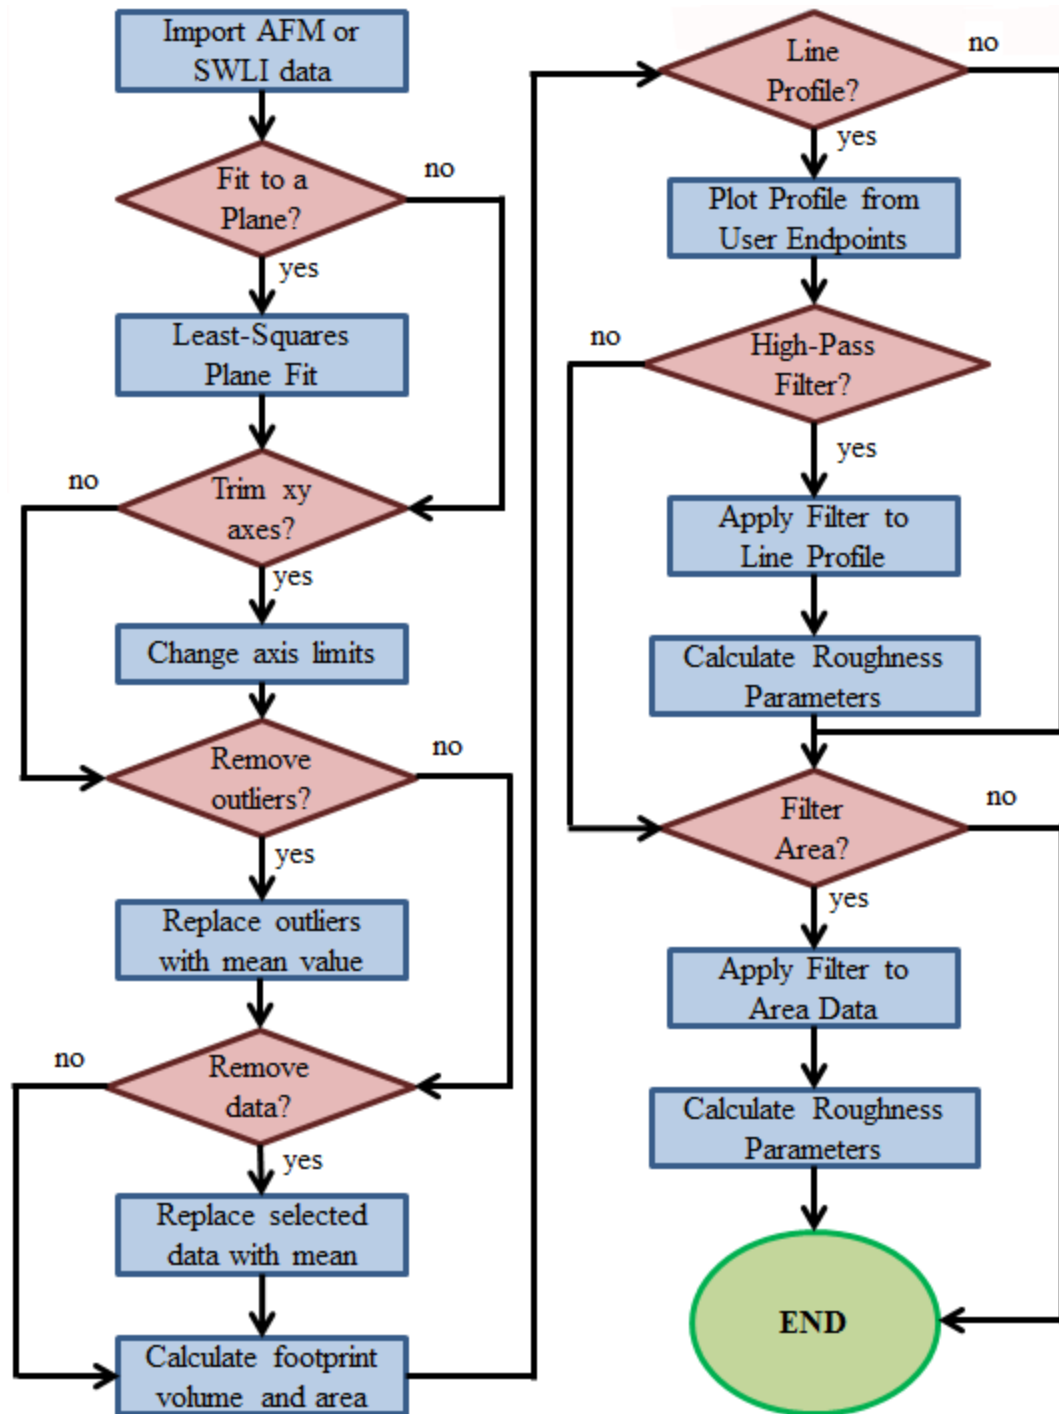 Import AFM or
SWLI data
Fit to a
Plane?
no
yes
Least-Squares
Plane Fit
no
Trim xy
axes?
yes
Change axis limits
Remove
outliers?
no
yes
Replace outliers
with mean value
no
Remove
data?
yes
Replace selected
data with mean
Calculate footprint
volume and area
Line
Profile?
no
yes
Plot Profile from
User Endpoints
no
High-Pass
Filter?
yes
Apply Filter to
Line Profile
Calculate Roughness
Parameters
Filter
Area?
no
yes
Apply Filter to
Area Data
Calculate Roughness
Parameters
END